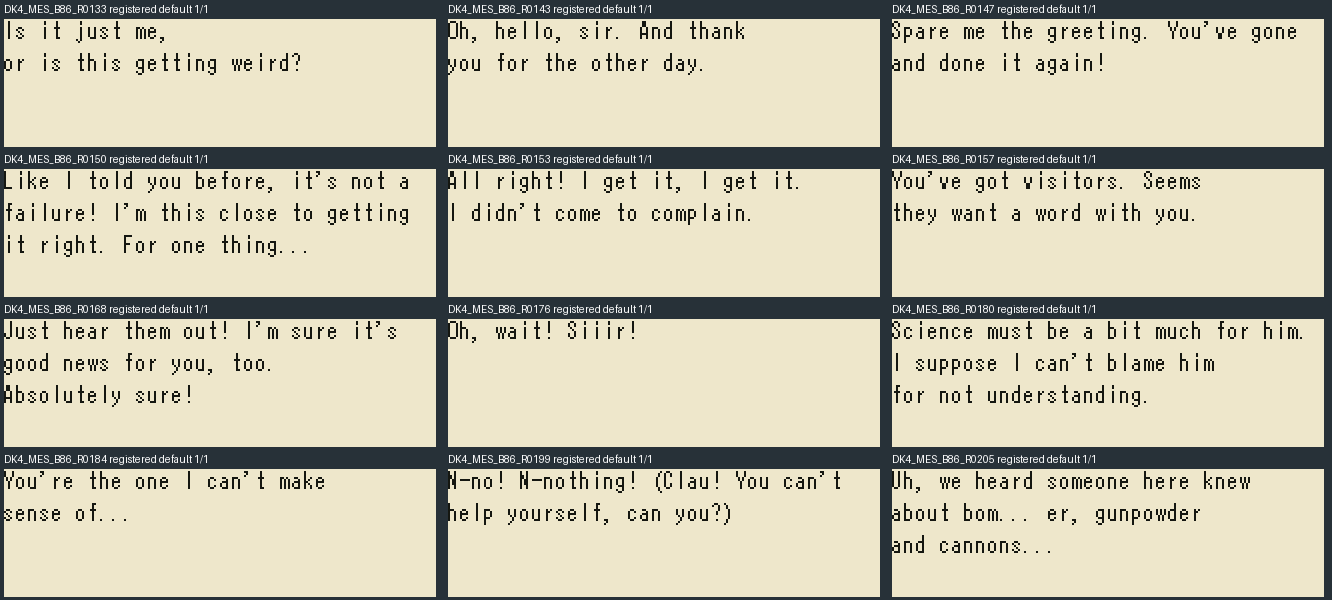 DK4_MES_B86_R0133 registered default 1/1
Is it just me,
or is this getting weird?
DK4_MES_B86_R0143 registered default 1/1
Oh, hello, sir. And thank
you for the other day.
DK4_MES_B86_R0147 registered default 1/1
Spare me the greeting. You've gone
and done it again!
DK4_MES_B86_R0150 registered default 1/1
Like I told you before, it's not a
failure! I'm this close to getting
it right. For one thing...
DK4_MES_B86_R0153 registered default 1/1
All right! I get it, I get it.
I didn't come to complain.
DK4_MES_B86_R0157 registered default 1/1
You've got visitors. Seems
they want a word with you.
DK4_MES_B86_R0168 registered default 1/1
Just hear them out! I'm sure it's
good news for you, too.
Absolutely sure!
DK4_MES_B86_R0176 registered default 1/1
Oh, wait! Siiir!
DK4_MES_B86_R0180 registered default 1/1
Science must be a bit much for him.
I suppose I can't blame him
for not understanding.
DK4_MES_B86_R0184 registered default 1/1
You're the one I can't make
sense of...
DK4_MES_B86_R0199 registered default 1/1
N-no! N-nothing! (Clau! You can't
help yourself, can you?)
DK4_MES_B86_R0205 registered default 1/1
Uh, we heard someone here knew
about bom... er, gunpowder
and cannons...